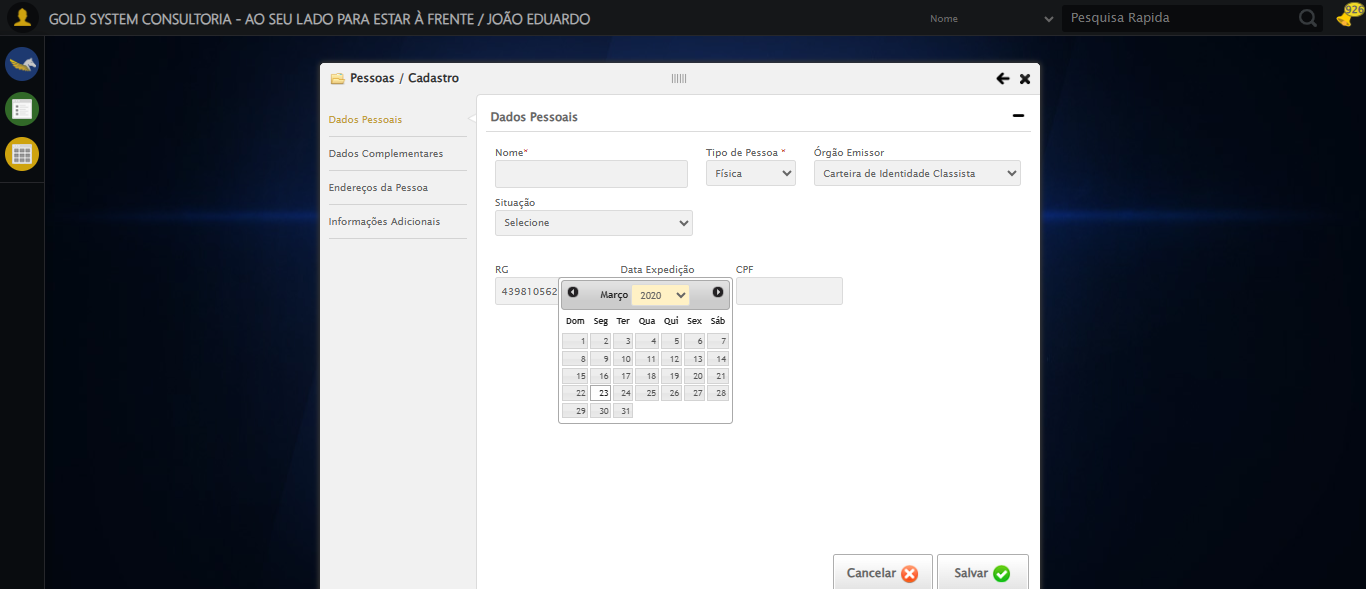 GOLD SYSTEM CONSULTORIA - AO SEU LADO PARA ESTAR À FRENTE / JOÃO EDUARDO
Nome
Pesquisa Rapida
926
Pessoas / Cadastro
Dados Pessoais
Dados Complementares
Endereços da Pessoa
Informações Adicionais
Dados Pessoais
Nome* Tipo de Pessoa * Órgão Emissor
Física Carteira de Identidade Classista
Situação
Selecione
RG Data Expedição CPF
439810562
Março 2020
Dom Seg Ter Qua Qui Sex Sáb
1 2 3 4 5 6 7
8 9 10 11 12 13 14
15 16 17 18 19 20 21
22 23 24 25 26 27 28
29 30 31
Cancelar Salvar